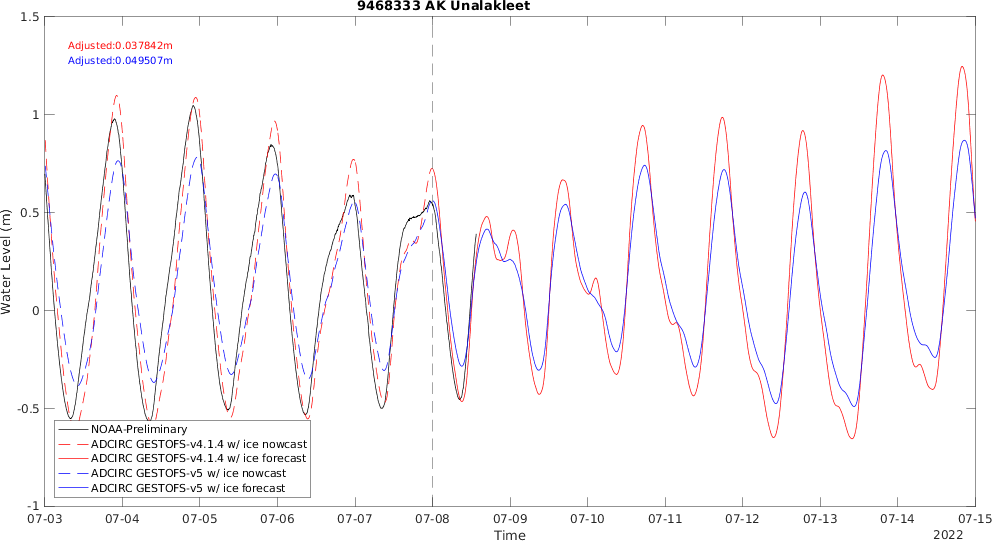 9468333 AK Unalakleet
1.5
1
0.5
0
-0.5
-1
Water Level (m)
Adjusted:0.037842m
Adjusted:0.049507m
NOAA-Preliminary
ADCIRC GESTOFS-v4.1.4 w/ ice nowcast
ADCIRC GESTOFS-v4.1.4 w/ ice forecast
ADCIRC GESTOFS-v5 w/ ice nowcast
ADCIRC GESTOFS-v5 w/ ice forecast
07-03 07-04 07-05 07-06 07-07 07-08 07-09 07-10 07-11 07-12 07-13 07-14 07-15
Time
2022